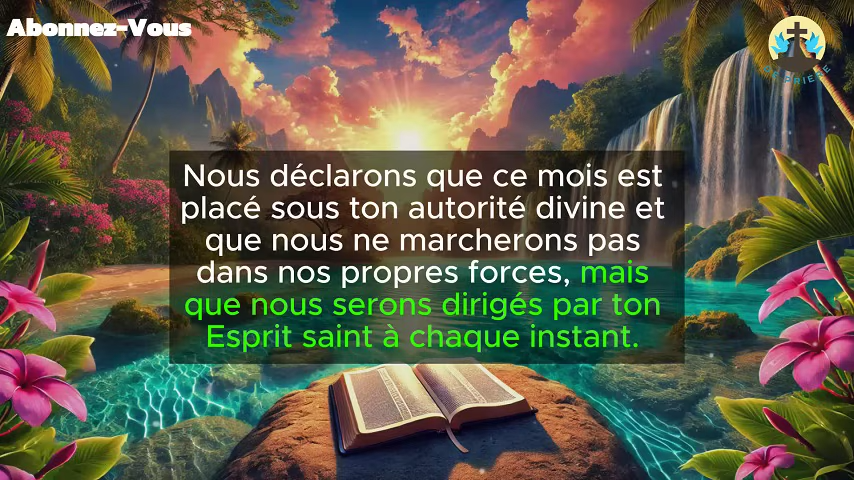 Abonnez-Vous
Nous déclarons que ce mois est
placé sous ton autorité divine et
que nous ne marcherons pas
dans nos propres forces, mais
que nous serons dirigés par ton
Esprit saint à chaque instant.